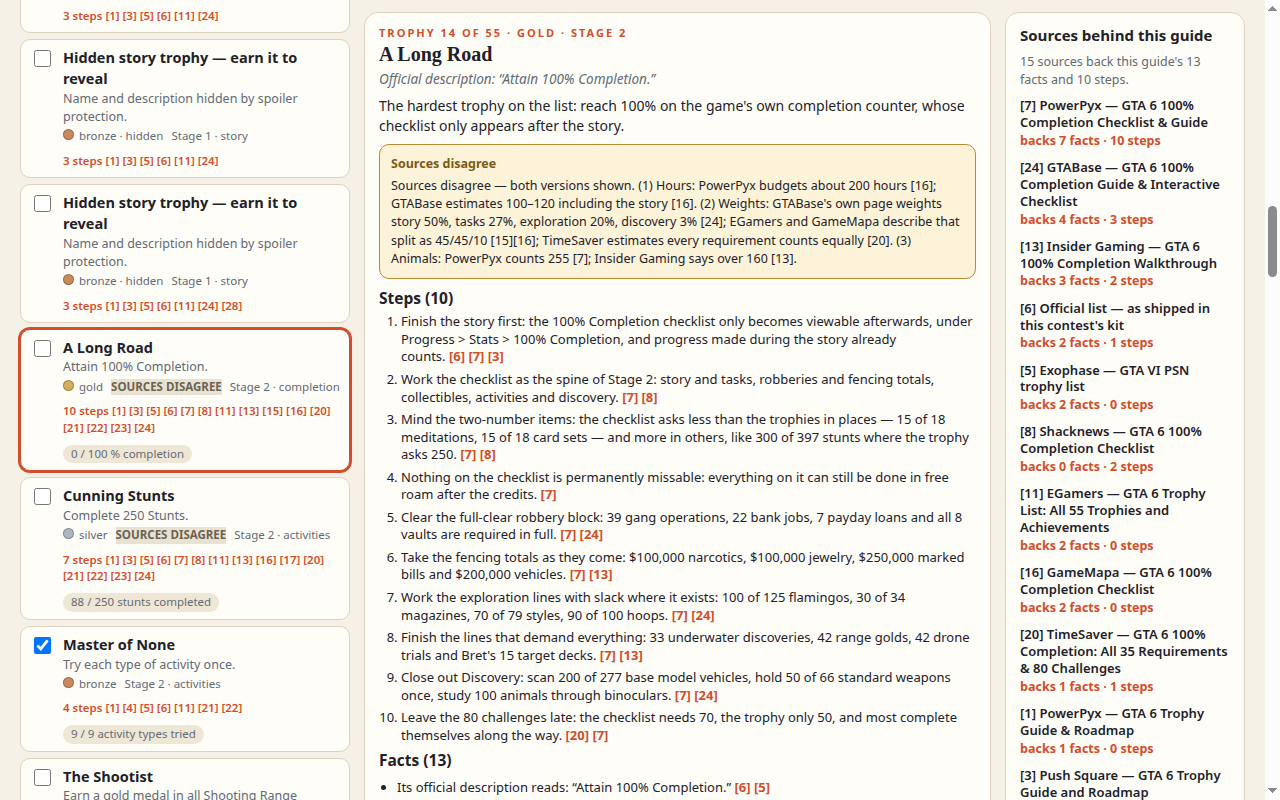 3 steps [1] [3] [5] [6] [11] [24]
Hidden story trophy — earn it to
reveal
Name and description hidden by spoiler
protection.
bronze · hidden Stage 1 · story
3 steps [1] [3] [5] [6] [11] [24]
Hidden story trophy — earn it to
reveal
Name and description hidden by spoiler
protection.
bronze · hidden Stage 1 · story
3 steps [1] [3] [5] [6] [11] [24] [28]
A Long Road
Attain 100% Completion.
gold SOURCES DISAGREE Stage 2 · completion
10 steps [1] [3] [5] [6] [7] [8] [11] [13] [15] [16] [20]
[21] [22] [23] [24]
0 / 100 % completion
Cunning Stunts
Complete 250 Stunts.
silver SOURCES DISAGREE Stage 2 · activities
7 steps [1] [3] [5] [6] [7] [8] [11] [13] [16] [17] [20]
[21] [22] [23] [24]
88 / 250 stunts completed
Master of None
Try each type of activity once.
bronze Stage 2 · activities
4 steps [1] [4] [5] [6] [11] [21] [22]
9 / 9 activity types tried
The Shootist
Earn a gold medal in all Shooting Range
TROPHY 14 OF 55 · GOLD · STAGE 2
A Long Road
Official description: “Attain 100% Completion.”
The hardest trophy on the list: reach 100% on the game's own completion counter, whose
checklist only appears after the story.
Sources disagree
Sources disagree — both versions shown. (1) Hours: PowerPyx budgets about 200 hours [16];
GTABase estimates 100–120 including the story [16]. (2) Weights: GTABase's own page weights
story 50%, tasks 27%, exploration 20%, discovery 3% [24]; EGamers and GameMapa describe that
split as 45/45/10 [15][16]; TimeSaver estimates every requirement counts equally [20]. (3)
Animals: PowerPyx counts 255 [7]; Insider Gaming says over 160 [13].
Steps (10)
1. Finish the story first: the 100% Completion checklist only becomes viewable afterwards, under
Progress > Stats > 100% Completion, and progress made during the story already
counts. [6] [7] [3]
2. Work the checklist as the spine of Stage 2: story and tasks, robberies and fencing totals,
collectibles, activities and discovery. [7] [8]
3. Mind the two-number items: the checklist asks less than the trophies in places — 15 of 18
meditations, 15 of 18 card sets — and more in others, like 300 of 397 stunts where the trophy
asks 250. [7] [8]
4. Nothing on the checklist is permanently missable: everything on it can still be done in free
roam after the credits. [7]
5. Clear the full-clear robbery block: 39 gang operations, 22 bank jobs, 7 payday loans and all 8
vaults are required in full. [7] [24]
6. Take the fencing totals as they come: $100,000 narcotics, $100,000 jewelry, $250,000 marked
bills and $200,000 vehicles. [7] [13]
7. Work the exploration lines with slack where it exists: 100 of 125 flamingos, 30 of 34
magazines, 70 of 79 styles, 90 of 100 hoops. [7] [24]
8. Finish the lines that demand everything: 33 underwater discoveries, 42 range golds, 42 drone
trials and Bret's 15 target decks. [7] [13]
9. Close out Discovery: scan 200 of 277 base model vehicles, hold 50 of 66 standard weapons
once, study 100 animals through binoculars. [7] [24]
10. Leave the 80 challenges late: the checklist needs 70, the trophy only 50, and most complete
themselves along the way. [20] [7]
Facts (13)
• Its official description reads: “Attain 100% Completion.” [6] [5]
Sources behind this guide
15 sources back this guide's 13
facts and 10 steps.
[7] PowerPyx — GTA 6 100%
Completion Checklist & Guide
backs 7 facts · 10 steps
[24] GTABase — GTA 6 100%
Completion Guide & Interactive
Checklist
backs 4 facts · 3 steps
[13] Insider Gaming — GTA 6
100% Completion Walkthrough
backs 3 facts · 2 steps
[6] Official list — as shipped in
this contest's kit
backs 2 facts · 1 steps
[5] Exophase — GTA VI PSN
trophy list
backs 2 facts · 0 steps
[8] Shacknews — GTA 6 100%
Completion Checklist
backs 0 facts · 2 steps
[11] EGamers — GTA 6 Trophy
List: All 55 Trophies and
Achievements
backs 2 facts · 0 steps
[16] GameMapa — GTA 6 100%
Completion Checklist
backs 2 facts · 0 steps
[20] TimeSaver — GTA 6 100%
Completion: All 35 Requirements
& 80 Challenges
backs 1 facts · 1 steps
[1] PowerPyx — GTA 6 Trophy
Guide & Roadmap
backs 1 facts · 0 steps
[3] Push Square — GTA 6 Trophy
Guide and Roadmap